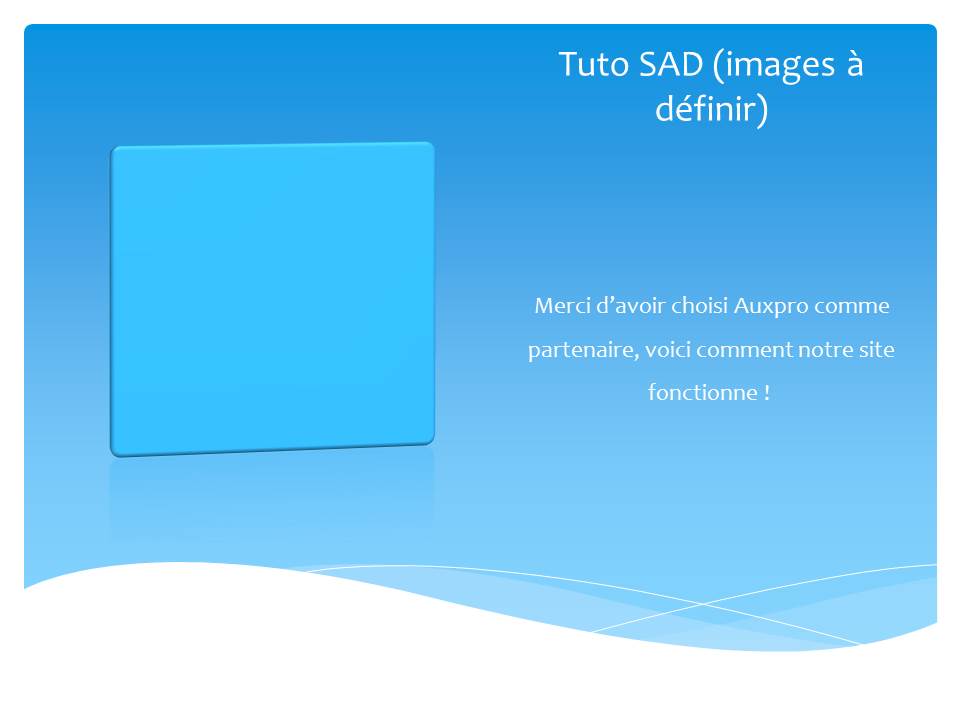 Tuto SAD (images à
définir)
Merci d’avoir choisi Auxpro comme
partenaire, voici comment notre site
fonctionne !